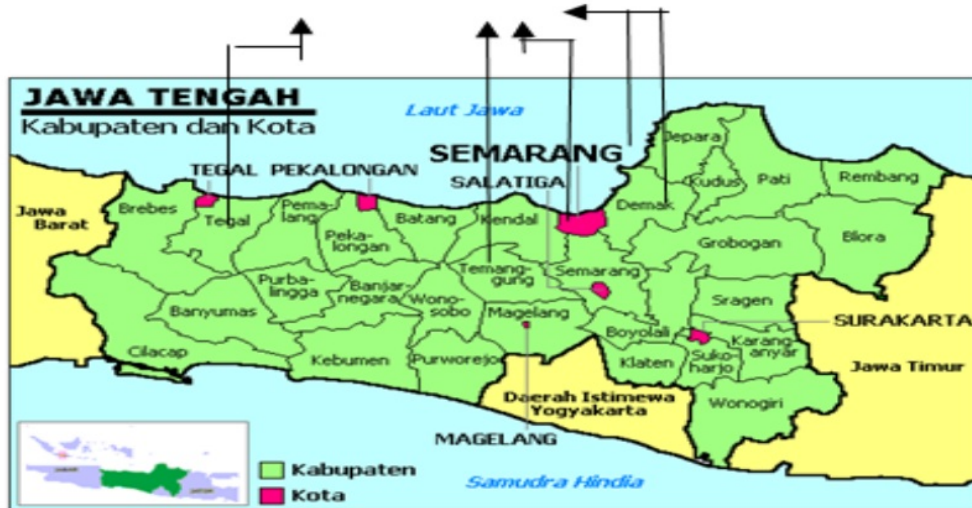 JAWA TENGAH
Kabupaten dan Kota
Laut Jawa
SEMARANG
TEGAL PEKALONGAN
SALATIGA
Jepara
Kudus
Pati
Rembang
Jawa
Barat
Brebes
Tegal
Pema-
lang
Batang
Kendal
Demak
Peka-
longan
Grobogan
Blora
Temang-
gung
Semarang
Purba-
lingga
Banjar-
negara
Wono-
sobo
Banyumas
Magelang
Sragen
SURAKARTA
Boyolali
Karang-
anyar
Cilacap
Kebumen
Purworejo
Klaten
Suko-
harjo
Jawa Timur
Daerah Istimewa
Yogyakarta
Wonogiri
MAGELANG
Kabupaten
Kota
Samudra Hindia